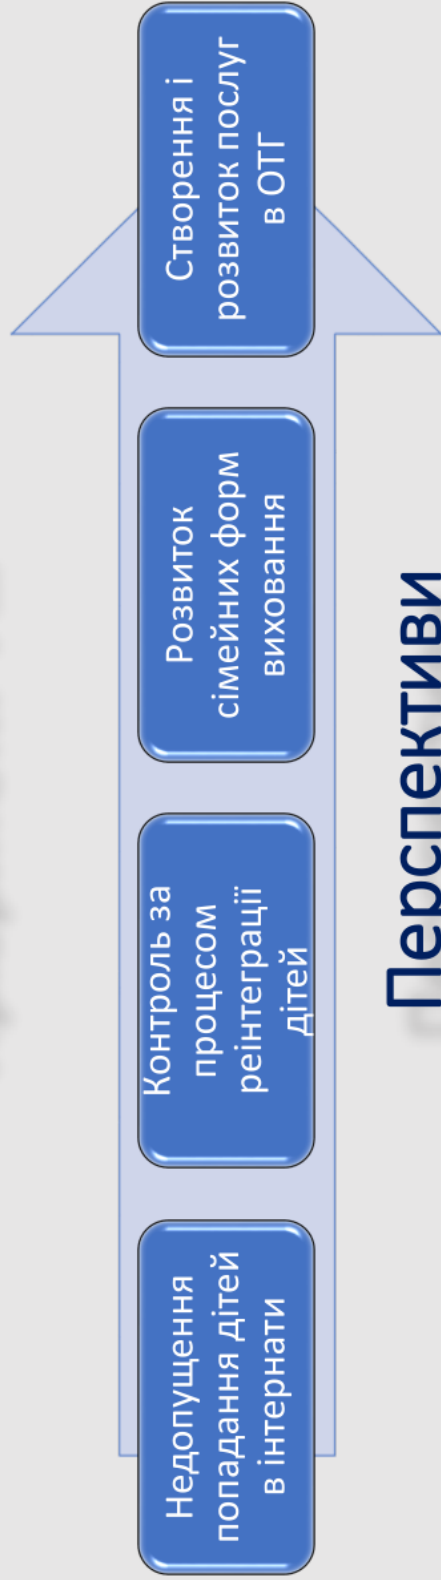 Недопущення
попадання дітей
в інтернати
Контроль за
процесом
реінтеграції
дітей
Розвиток
сімейних форм
виховання
Створення і
розвиток послуг
в ОТГ
Перспективи